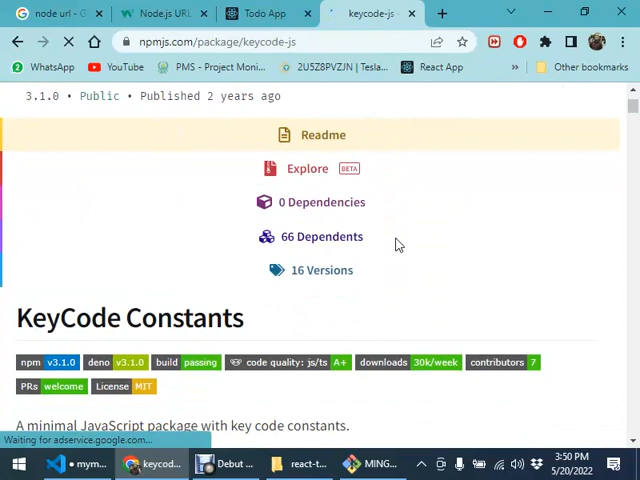 node url - G
Node.js URL
Todo App
keycode-js -
npmjs.com/package/keycode-js
WhatsApp
YouTube
PMS - Project Moni...
2U5Z8PVZJN | Tesla...
React App
»
Other bookmarks
3.1.0 • Public • Published 2 years ago
Readme
Explore BETA
0 Dependencies
66 Dependents
16 Versions
KeyCode Constants
npm v3.1.0 deno v3.1.0 build passing code quality: js/ts A+ downloads 30k/week contributors 7
PRs welcome License MIT
A minimal JavaScript package with key code constants.
Waiting for adservice.google.com...
• mym...
keycod...
Debut ...
react-t...
MING...
3:50 PM
5/20/2022